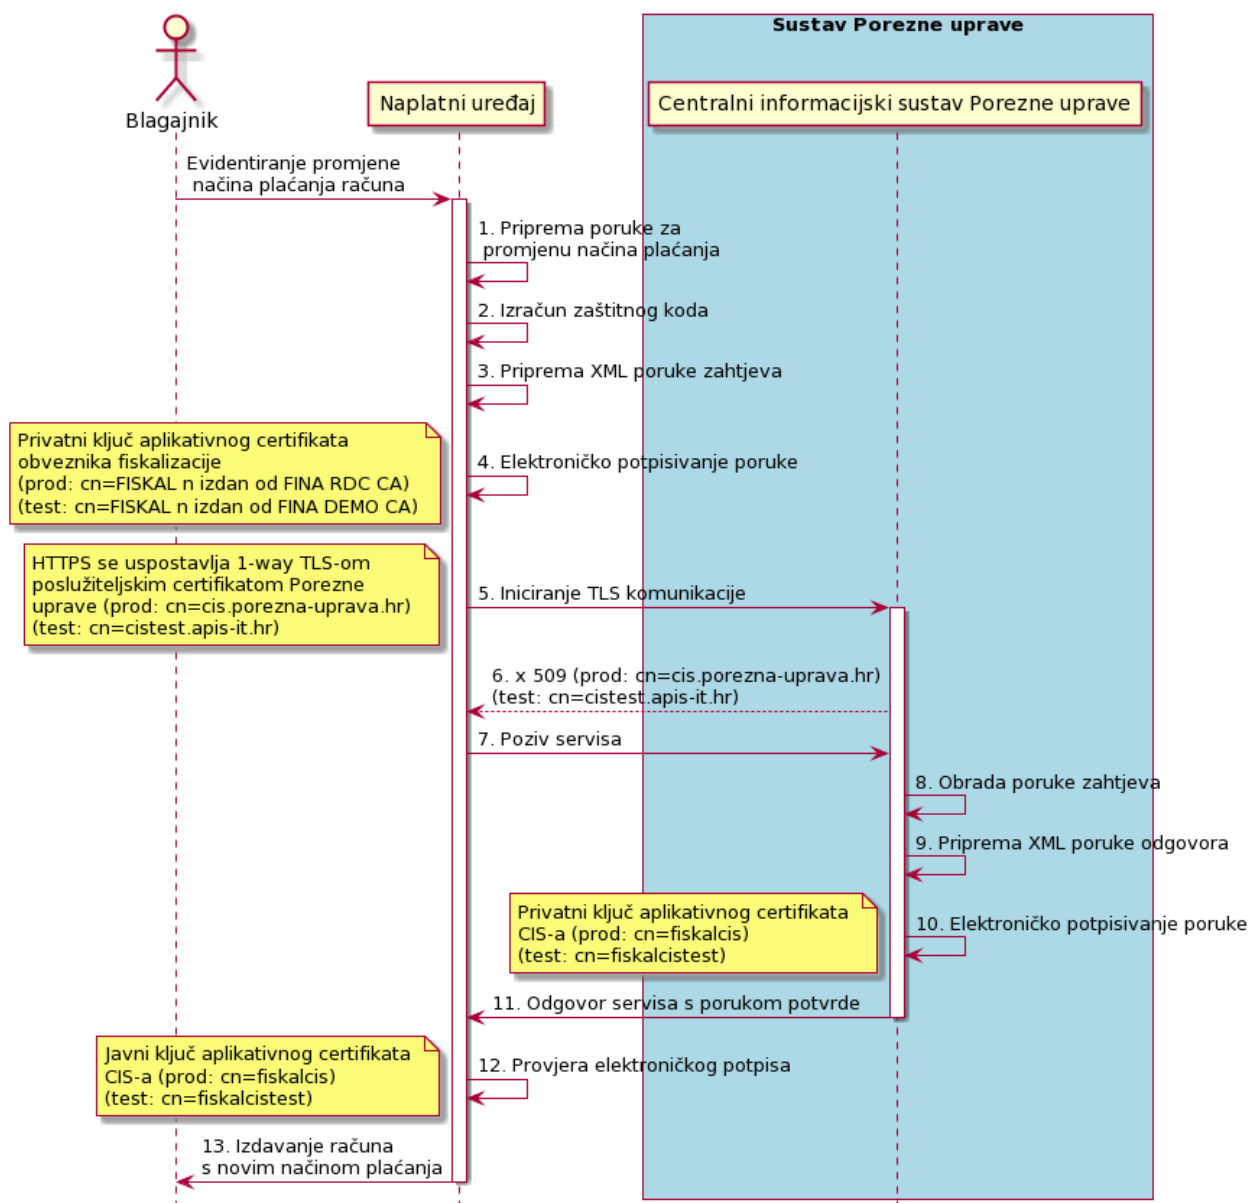 Sustav Porezne uprave
Blagajnik
Naplatni uređaj
Centralni informacijski sustav Porezne uprave
Evidentiranje promjene
načina plaćanja računa
1. Priprema poruke za
promjenu načina plaćanja
2. Izračun zaštitnog koda
3. Priprema XML poruke zahtjeva
Privatni ključ aplikativnog certifikata
obveznika fiskalizacije
(prod: cn=FISKAL n izdan od FINA RDC CA)
(test: cn=FISKAL n izdan od FINA DEMO CA)
4. Elektroničko potpisivanje poruke
HTTPS se uspostavlja 1-way TLS-om
poslužiteljskim certifikatom Porezne
uprave (prod: cn=cis.porezna-uprava.hr)
(test: cn=cistest.apis-it.hr)
5. Iniciranje TLS komunikacije
6. x 509 (prod: cn=cis.porezna-uprava.hr)
(test: cn=cistest.apis-it.hr)
7. Poziv servisa
8. Obrada poruke zahtjeva
9. Priprema XML poruke odgovora
Privatni ključ aplikativnog certifikata
CIS-a (prod: cn=fiskalcis)
(test: cn=fiskalcistest)
10. Elektroničko potpisivanje poruke
11. Odgovor servisa s porukom potvrde
Javni ključ aplikativnog certifikata
CIS-a (prod: cn=fiskalcis)
(test: cn=fiskalcistest)
12. Provjera elektroničkog potpisa
13. Izdavanje računa
s novim načinom plaćanja